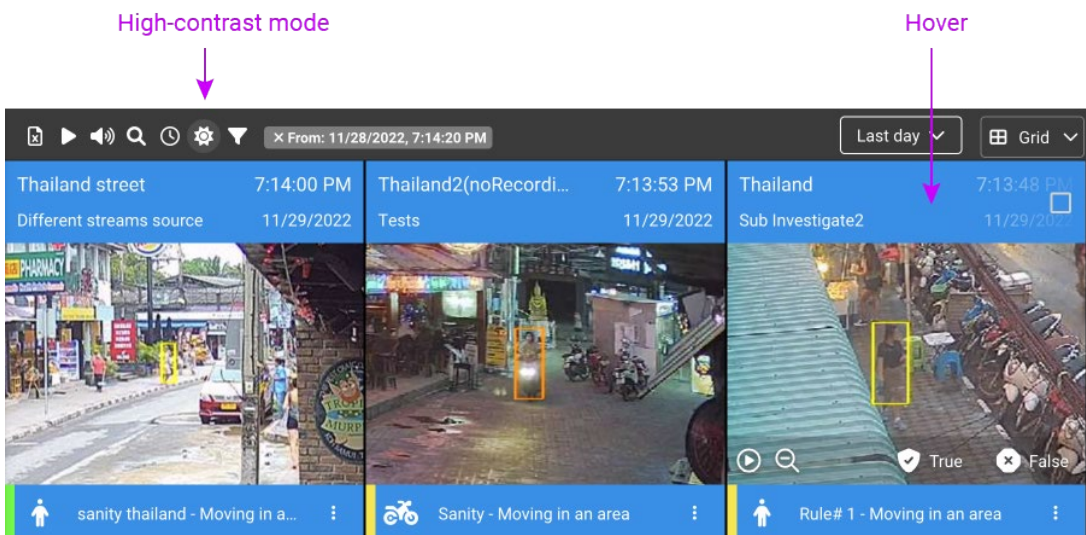 High-contrast mode
Hover
× From: 11/28/2022, 7:14:20 PM
Last day
Grid
Thailand street
7:14:00 PM
Different streams source
11/29/2022
Thailand2(noRecordi...
7:13:53 PM
Tests
11/29/2022
Thailand
7:13:48 PM
Sub Investigate2
11/29/2022
PHARMACY
True
False
sanity thailand - Moving in a...
Sanity - Moving in an area
Rule# 1 - Moving in an area